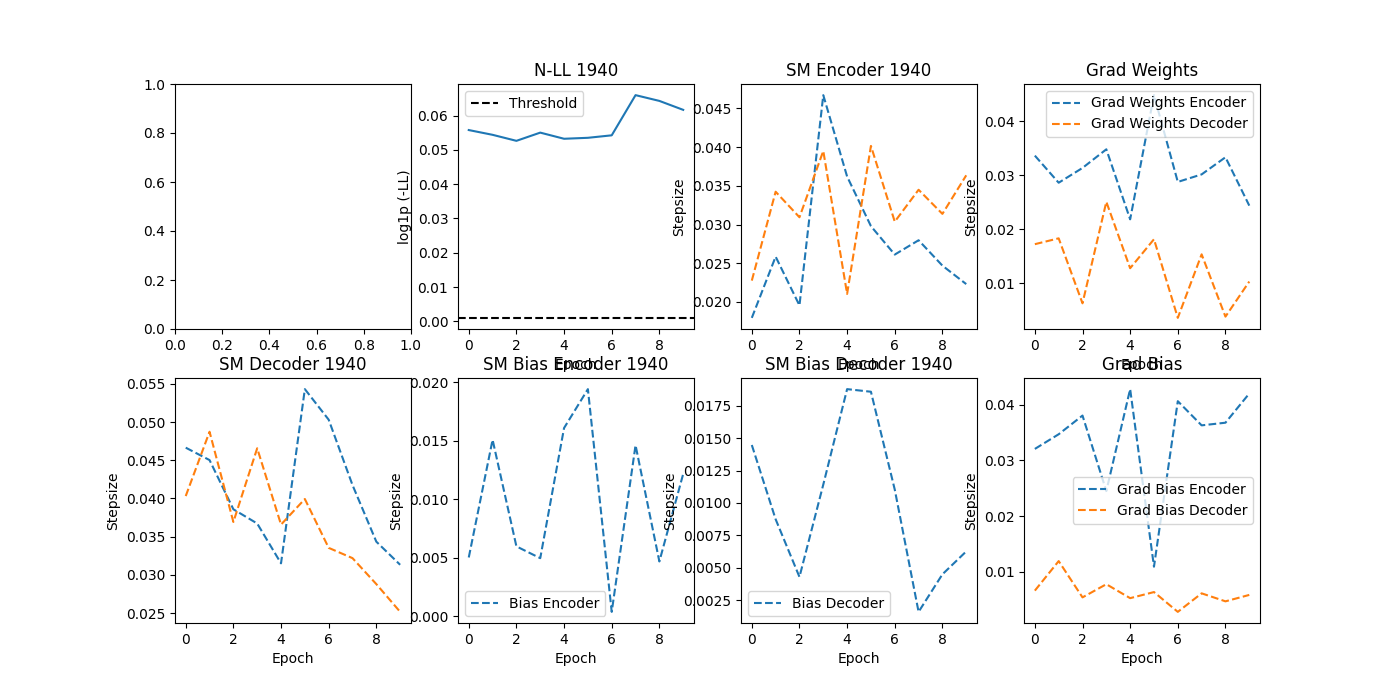 N-LL 1940
SM Encoder 1940
Grad Weights
1.0
0.8
0.6
0.4
0.2
0.0
0.0 0.2 0.4 0.6 0.8 1.0
log1p (-LL)
0.06
0.05
0.04
0.03
0.02
0.01
0.00
Threshold
0 2 4 6 8
Epoch
Stepsize
0.045
0.040
0.035
0.030
0.025
0.020
0 2 4 6 8
Epoch
Stepsize
0.04
0.03
0.02
0.01
Grad Weights Encoder
Grad Weights Decoder
0 2 4 6 8
Epoch
SM Decoder 1940
Stepsize
0.055
0.050
0.045
0.040
0.035
0.030
0.025
0 2 4 6 8
Epoch
SM Bias Encoder 1940
Stepsize
0.020
0.015
0.010
0.005
0.000
Bias Encoder
0 2 4 6 8
Epoch
SM Bias Decoder 1940
Stepsize
0.0175
0.0150
0.0125
0.0100
0.0075
0.0050
0.0025
Bias Decoder
0 2 4 6 8
Epoch
Grad Bias
Stepsize
0.04
0.03
0.02
0.01
Grad Bias Encoder
Grad Bias Decoder
0 2 4 6 8
Epoch